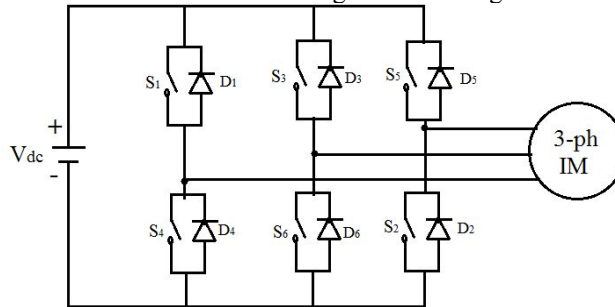 S1 D1 S3 D3 S5 D5
+
Vdc
-
3-ph
IM
S4 D4 S6 D6 S2 D2